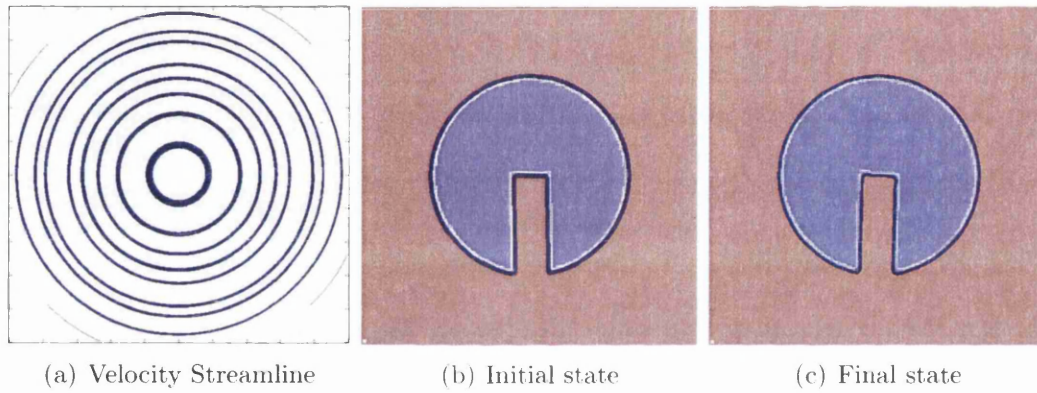 (a) Velocity Streamline
(b) Initial state
(c) Final state